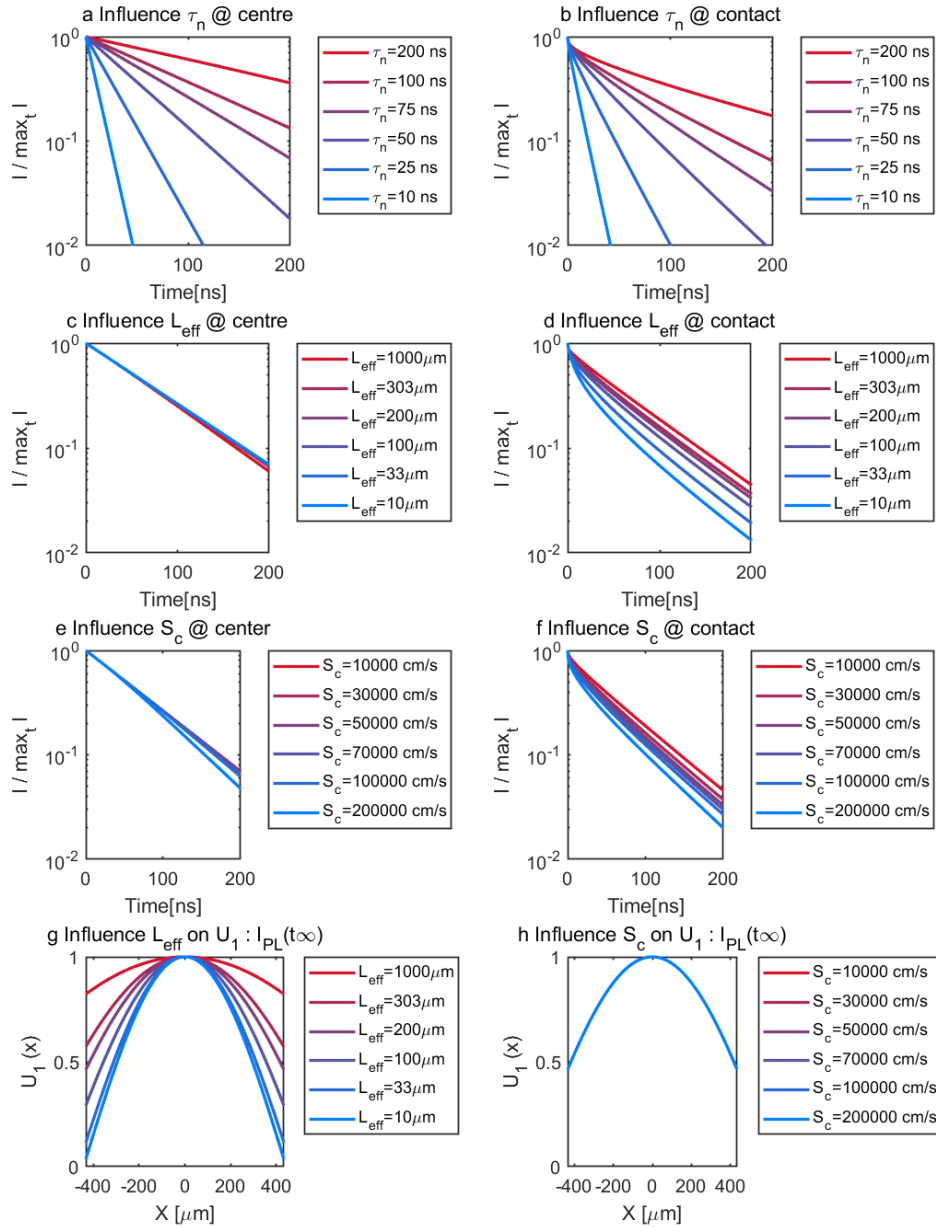 a Influence τn @ centre
I / maxt I
10^0
10^-1
10^-2
0
100
200
Time[ns]
τn=200 ns
τn=100 ns
τn=75 ns
τn=50 ns
τn=25 ns
τn=10 ns
b Influence τn @ contact
I / maxt I
10^0
10^-1
10^-2
0
100
200
Time[ns]
τn=200 ns
τn=100 ns
τn=75 ns
τn=50 ns
τn=25 ns
τn=10 ns
c Influence Leff @ centre
I / maxt I
10^0
10^-1
10^-2
0
100
200
Time[ns]
Leff=1000μm
Leff=303μm
Leff=200μm
Leff=100μm
Leff=33μm
Leff=10μm
d Influence Leff @ contact
I / maxt I
10^0
10^-1
10^-2
0
100
200
Time[ns]
Leff=1000μm
Leff=303μm
Leff=200μm
Leff=100μm
Leff=33μm
Leff=10μm
e Influence Sc @ center
I / maxt I
10^0
10^-1
10^-2
0
100
200
Time[ns]
Sc=10000 cm/s
Sc=30000 cm/s
Sc=50000 cm/s
Sc=70000 cm/s
Sc=100000 cm/s
Sc=200000 cm/s
f Influence Sc @ contact
I / maxt I
10^0
10^-1
10^-2
0
100
200
Time[ns]
Sc=10000 cm/s
Sc=30000 cm/s
Sc=50000 cm/s
Sc=70000 cm/s
Sc=100000 cm/s
Sc=200000 cm/s
g Influence Leff on U1 : IPL(t∞)
U1(x)
1
0.5
0
-400
-200
0
200
400
X [μm]
Leff=1000μm
Leff=303μm
Leff=200μm
Leff=100μm
Leff=33μm
Leff=10μm
h Influence Sc on U1 : IPL(t∞)
U1(x)
1
0.5
0
-400
-200
0
200
400
X [μm]
Sc=10000 cm/s
Sc=30000 cm/s
Sc=50000 cm/s
Sc=70000 cm/s
Sc=100000 cm/s
Sc=200000 cm/s